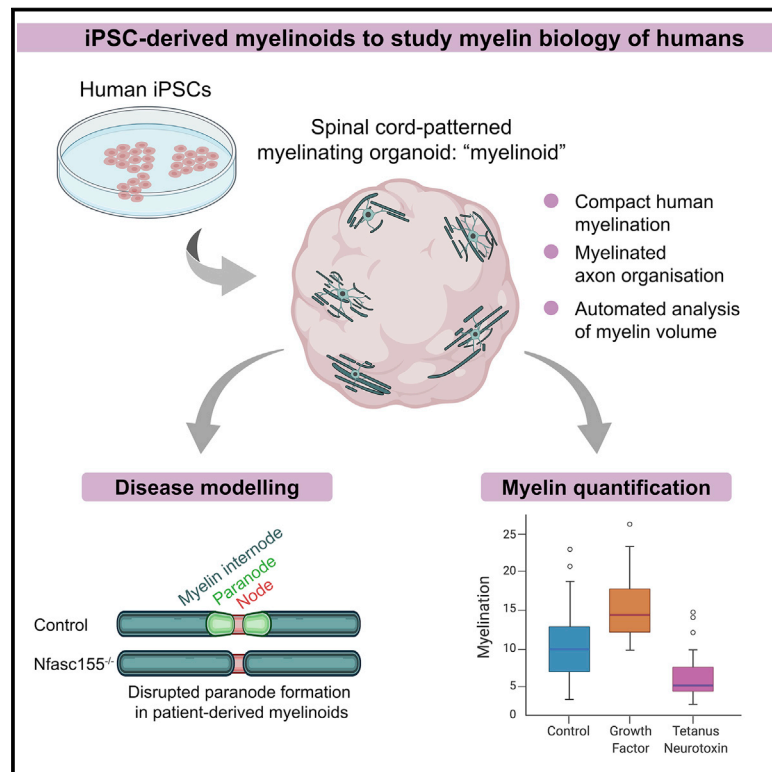 iPSC-derived myelinoids to study myelin biology of humans
Human iPSCs
Spinal cord-patterned
myelinating organoid: “myelinoid”
Compact human
myelination
Myelinated
axon organisation
Automated analysis
of myelin volume
Disease modelling
Myelin internode
Paranode
Node
Control
Nfasc155-/-
Disrupted paranode formation
in patient-derived myelinoids
Myelin quantification
Myelination
25
20
15
10
5
0
Control
Growth
Factor
Tetanus
Neurotoxin